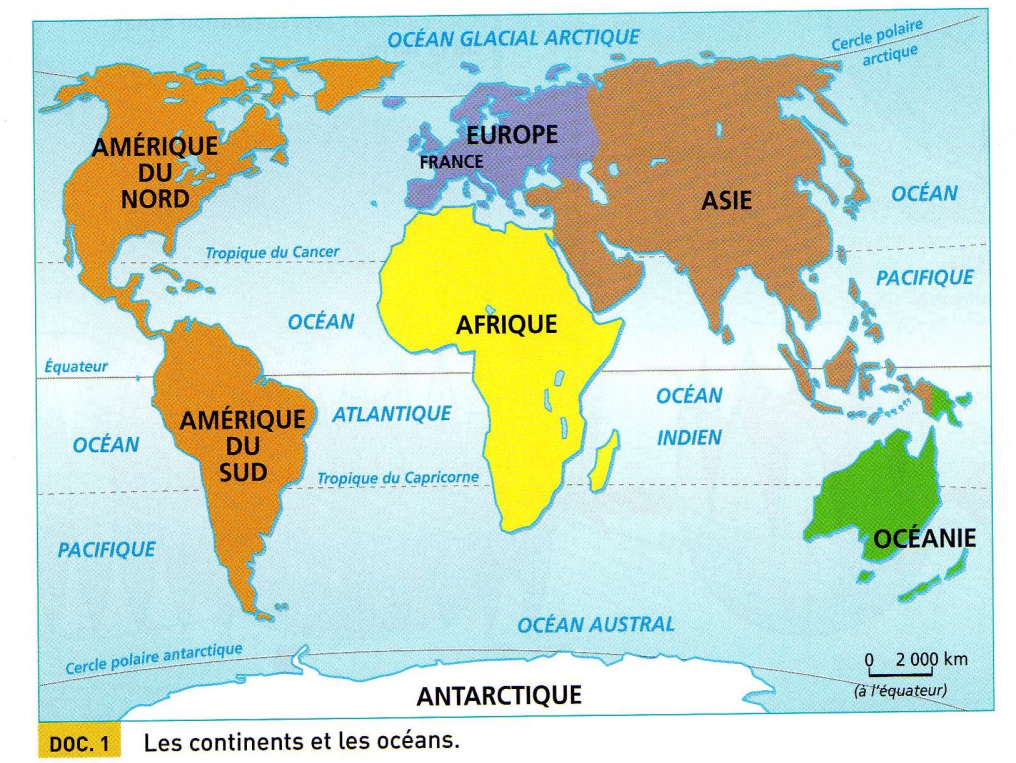 OCÉAN GLACIAL ARCTIQUE
Cercle polaire
arctique
AMÉRIQUE
DU
NORD
EUROPE
FRANCE
ASIE
OCÉAN
PACIFIQUE
Tropique du Cancer
OCÉAN
ATLANTIQUE
AFRIQUE
Équateur
OCÉAN
INDIEN
AMÉRIQUE
DU
SUD
OCÉAN
PACIFIQUE
Tropique du Capricorne
OCÉANIE
OCÉAN AUSTRAL
Cercle polaire antarctique
0 2 000 km
(à l'équateur)
ANTARCTIQUE
DOC. 1 Les continents et les océans.